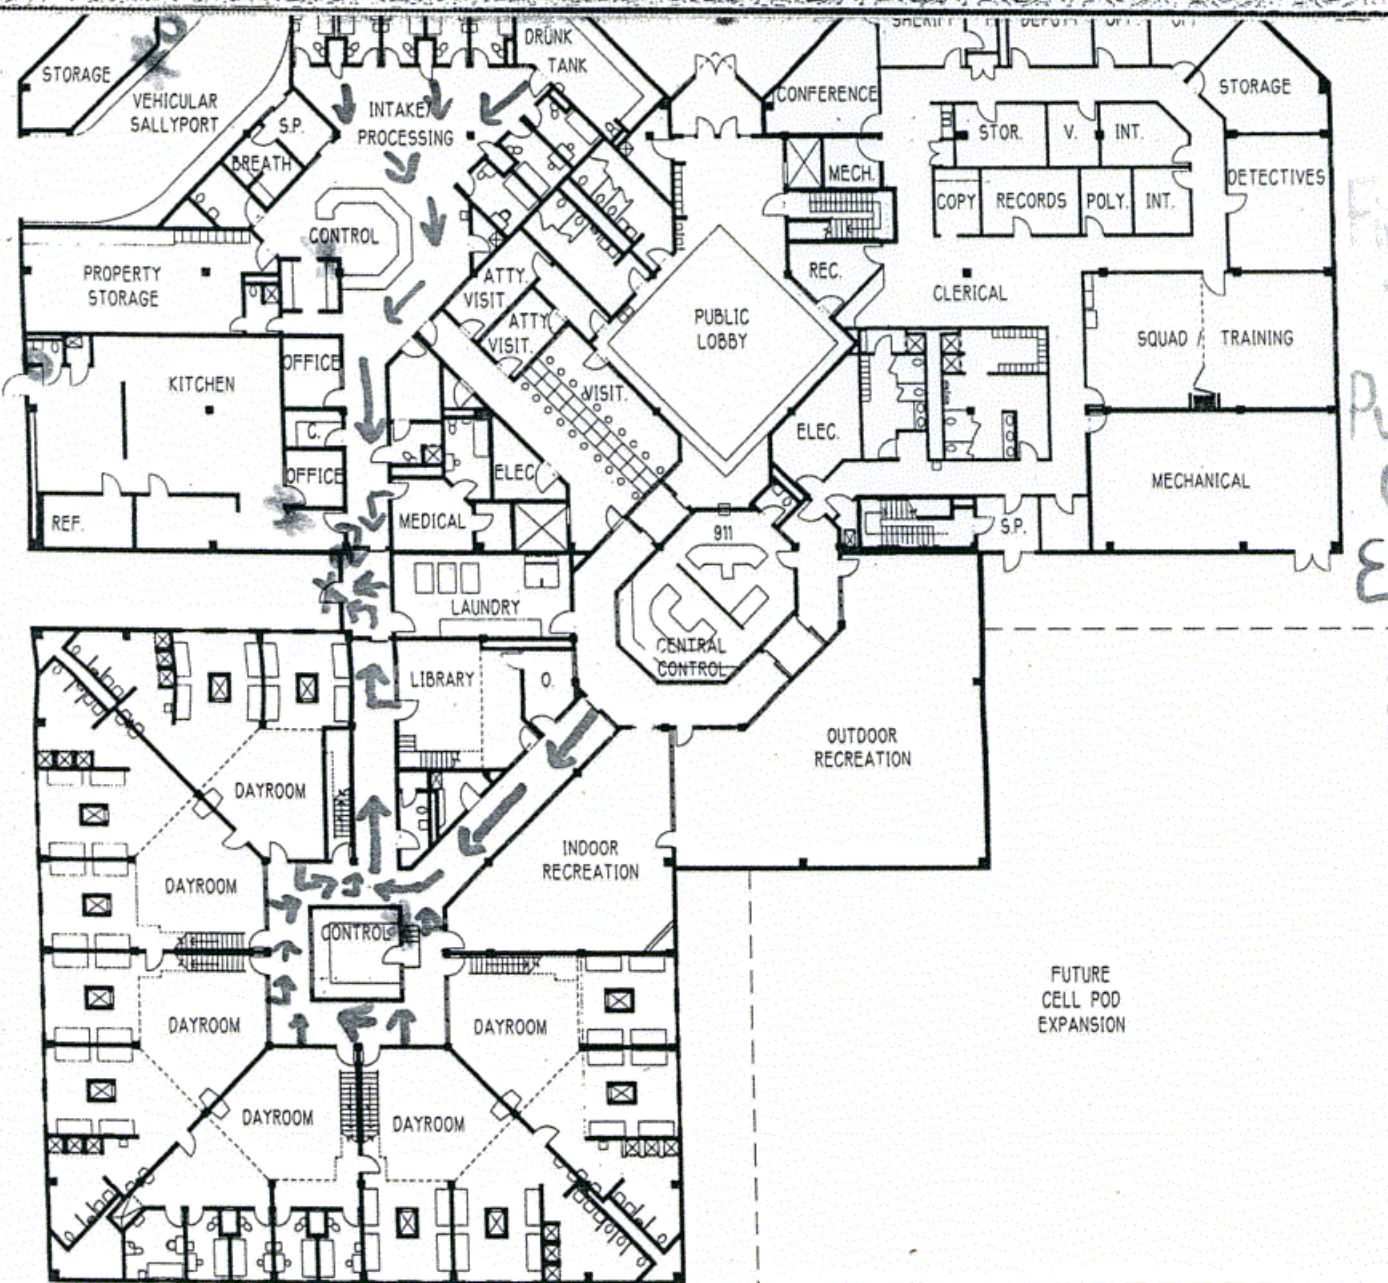 SHERIFF
DEPUTY
OFF.
DRUNK
TANK
STORAGE
VEHICULAR
SALLYPORT
INTAKE/
PROCESSING
S.P.
BREATH
CONFERENCE
STORAGE
STOR.
V.
INT.
MECH.
DETECTIVES
COPY
RECORDS
POLY.
INT.
CONTROL
PROPERTY
STORAGE
ATTY.
VISIT.
ATTY.
VISIT.
REC.
CLERICAL
PUBLIC
LOBBY
SQUAD / TRAINING
OFFICE
KITCHEN
VISIT.
C.
ELEC.
OFFICE
ELEC.
MECHANICAL
REF.
MEDICAL
911
S.P.
LAUNDRY
CENTRAL
CONTROL
LIBRARY
O.
OUTDOOR
RECREATION
DAYROOM
INDOOR
RECREATION
DAYROOM
CONTROL
FUTURE
CELL POD
EXPANSION
DAYROOM
DAYROOM
DAYROOM
DAYROOM